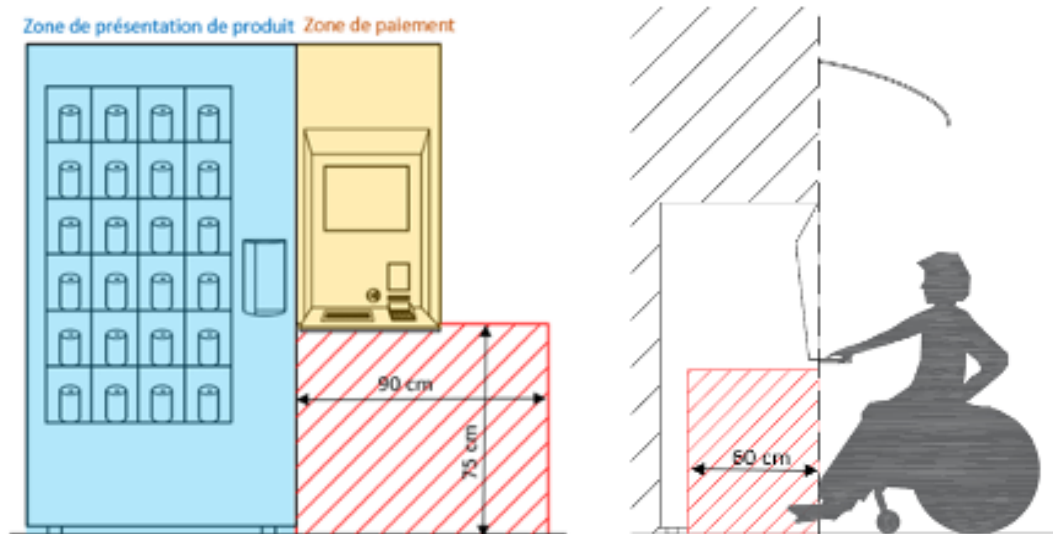 Zone de présentation de produit Zone de paiement
90 cm
75 cm
60 cm